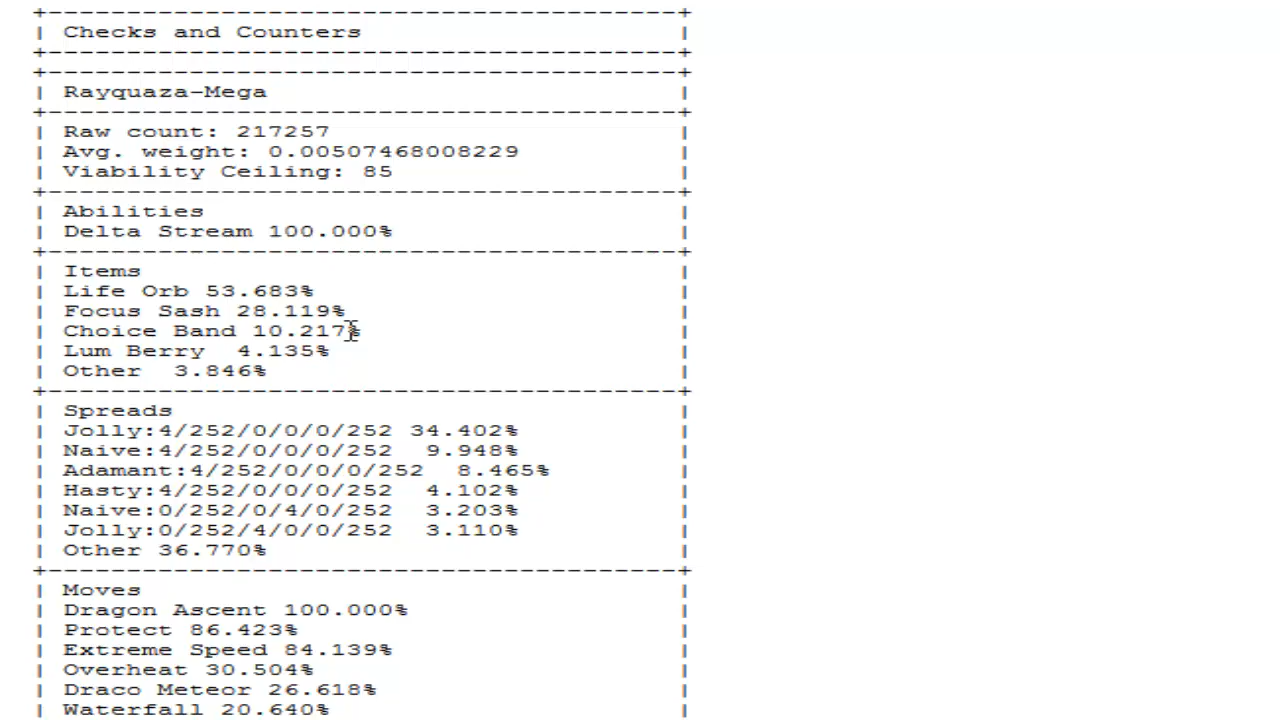 +----------------------------------------+
| Checks and Counters |
+----------------------------------------+
+----------------------------------------+
| Rayquaza-Mega |
+----------------------------------------+
| Raw count: 217257 |
| Avg. weight: 0.00507468008229 |
| Viability Ceiling: 85 |
+----------------------------------------+
| Abilities |
| Delta Stream 100.000% |
+----------------------------------------+
| Items |
| Life Orb 53.683% |
| Focus Sash 28.119% |
| Choice Band 10.217% |
| Lum Berry  4.135% |
| Other  3.846% |
+----------------------------------------+
| Spreads |
| Jolly:4/252/0/0/0/252 34.402% |
| Naive:4/252/0/0/0/252  9.948% |
| Adamant:4/252/0/0/0/252  8.465% |
| Hasty:4/252/0/0/0/252  4.102% |
| Naive:0/252/0/4/0/252  3.203% |
| Jolly:0/252/4/0/0/252  3.110% |
| Other 36.770% |
+----------------------------------------+
| Moves |
| Dragon Ascent 100.000% |
| Protect 86.423% |
| Extreme Speed 84.139% |
| Overheat 30.504% |
| Draco Meteor 26.618% |
| Waterfall 20.640% |